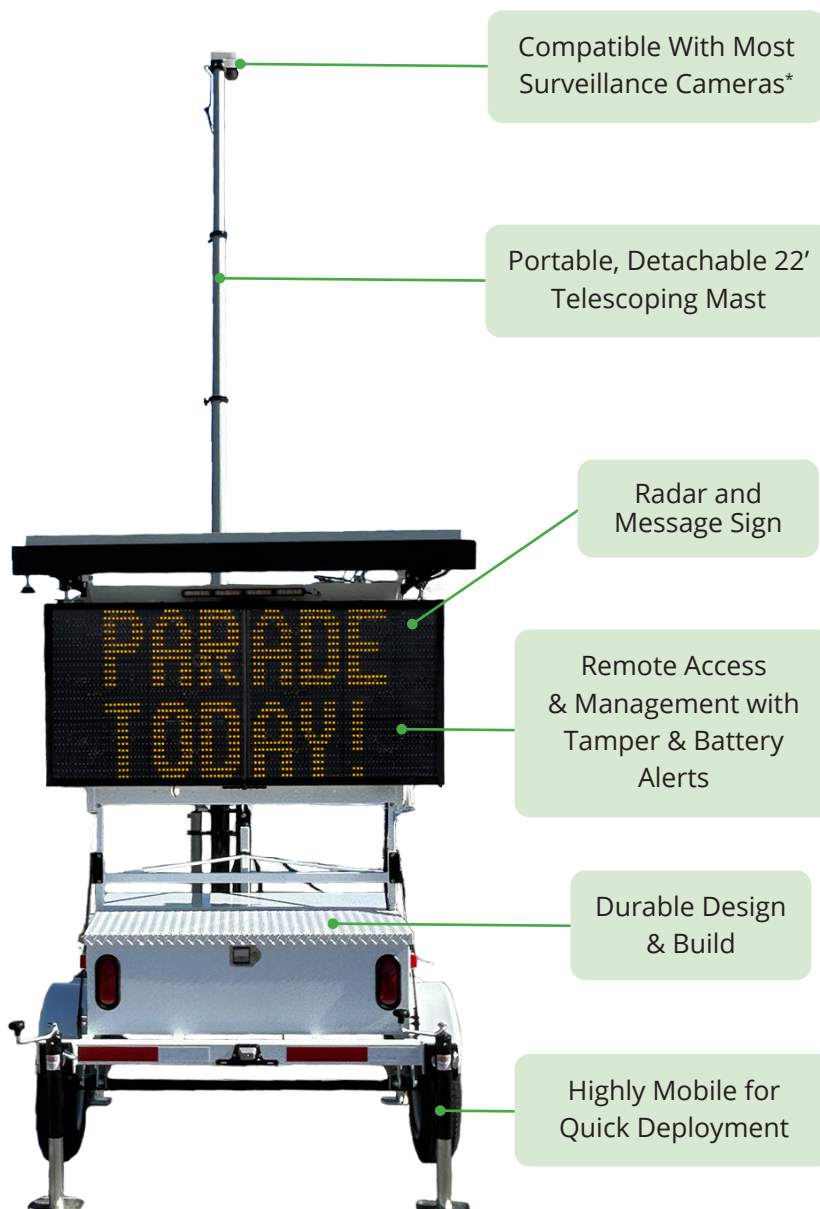 Compatible With Most
Surveillance Cameras*
Portable, Detachable 22’
Telescoping Mast
Radar and
Message Sign
PARADE
TODAY!
Remote Access
& Management with
Tamper & Battery
Alerts
Durable Design
& Build
Highly Mobile for
Quick Deployment